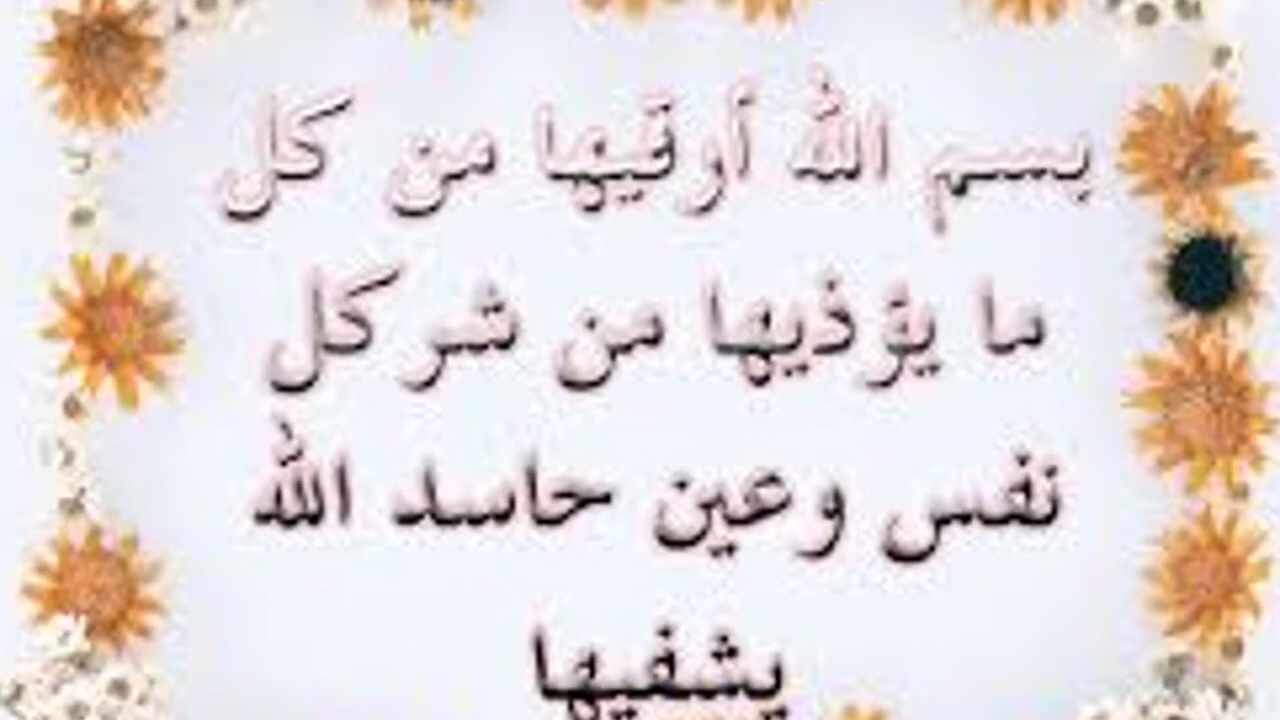 بسم الله أرقيها من كل
ما يؤذيها من شر كل
نفس وعين حاسد الله
يشفيها